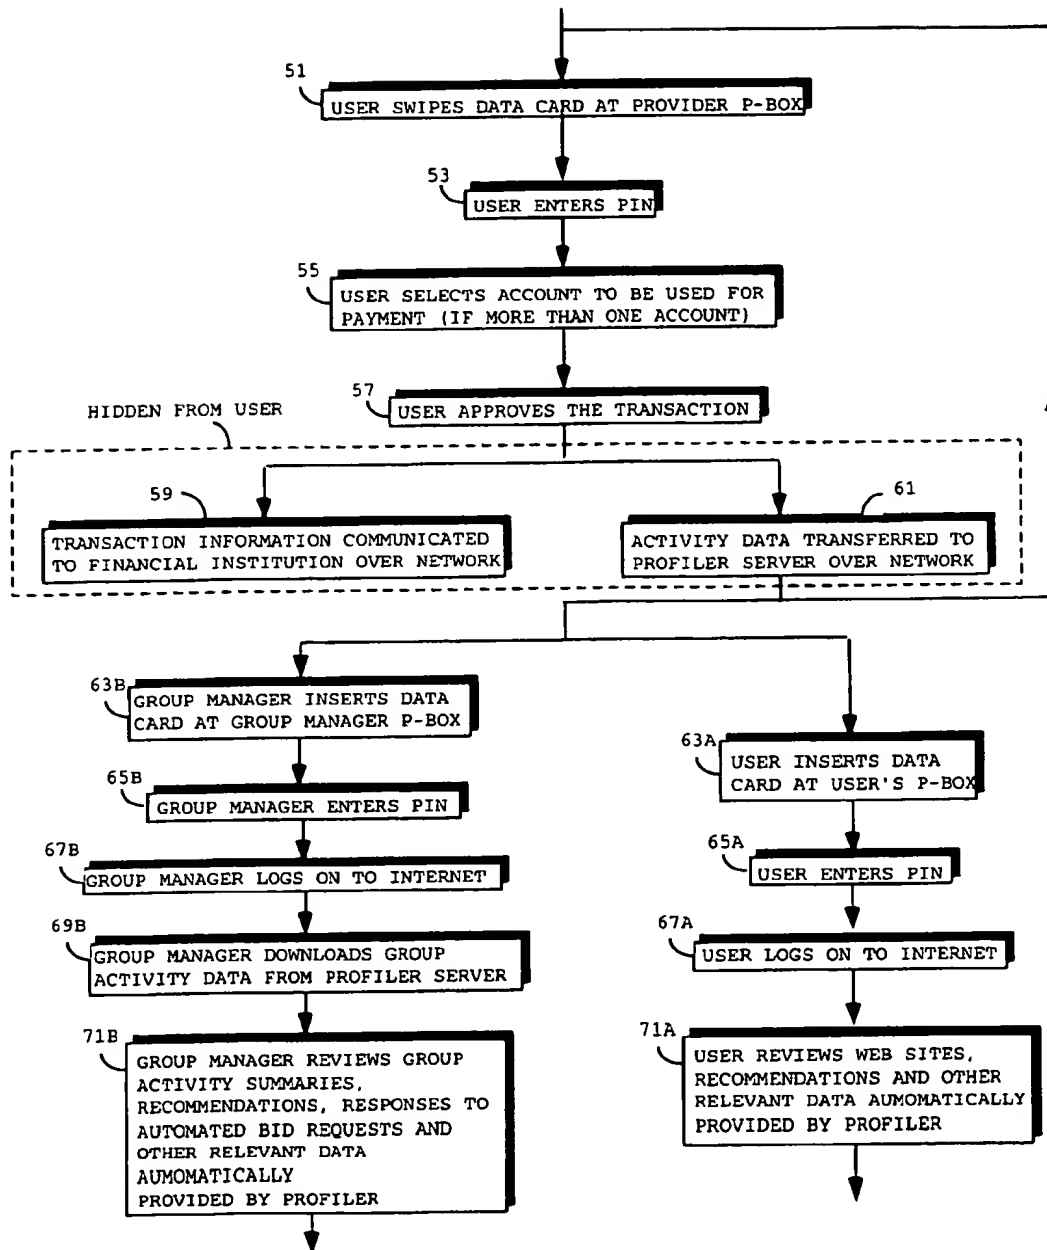 51
USER SWIPES DATA CARD AT PROVIDER P-BOX
53
USER ENTERS PIN
55
USER SELECTS ACCOUNT TO BE USED FOR
PAYMENT (IF MORE THAN ONE ACCOUNT)
57
USER APPROVES THE TRANSACTION
HIDDEN FROM USER
59
TRANSACTION INFORMATION COMMUNICATED
TO FINANCIAL INSTITUTION OVER NETWORK
61
ACTIVITY DATA TRANSFERRED TO
PROFILER SERVER OVER NETWORK
63B
GROUP MANAGER INSERTS DATA
CARD AT GROUP MANAGER P-BOX
65B
GROUP MANAGER ENTERS PIN
67B
GROUP MANAGER LOGS ON TO INTERNET
69B
GROUP MANAGER DOWNLOADS GROUP
ACTIVITY DATA FROM PROFILER SERVER
71B
GROUP MANAGER REVIEWS GROUP
ACTIVITY SUMMARIES,
RECOMMENDATIONS, RESPONSES TO
AUTOMATED BID REQUESTS AND
OTHER RELEVANT DATA
AUMOMATICALLY
PROVIDED BY PROFILER
63A
USER INSERTS DATA
CARD AT USER'S P-BOX
65A
USER ENTERS PIN
67A
USER LOGS ON TO INTERNET
71A
USER REVIEWS WEB SITES,
RECOMMENDATIONS AND OTHER
RELEVANT DATA AUMOMATICALLY
PROVIDED BY PROFILER